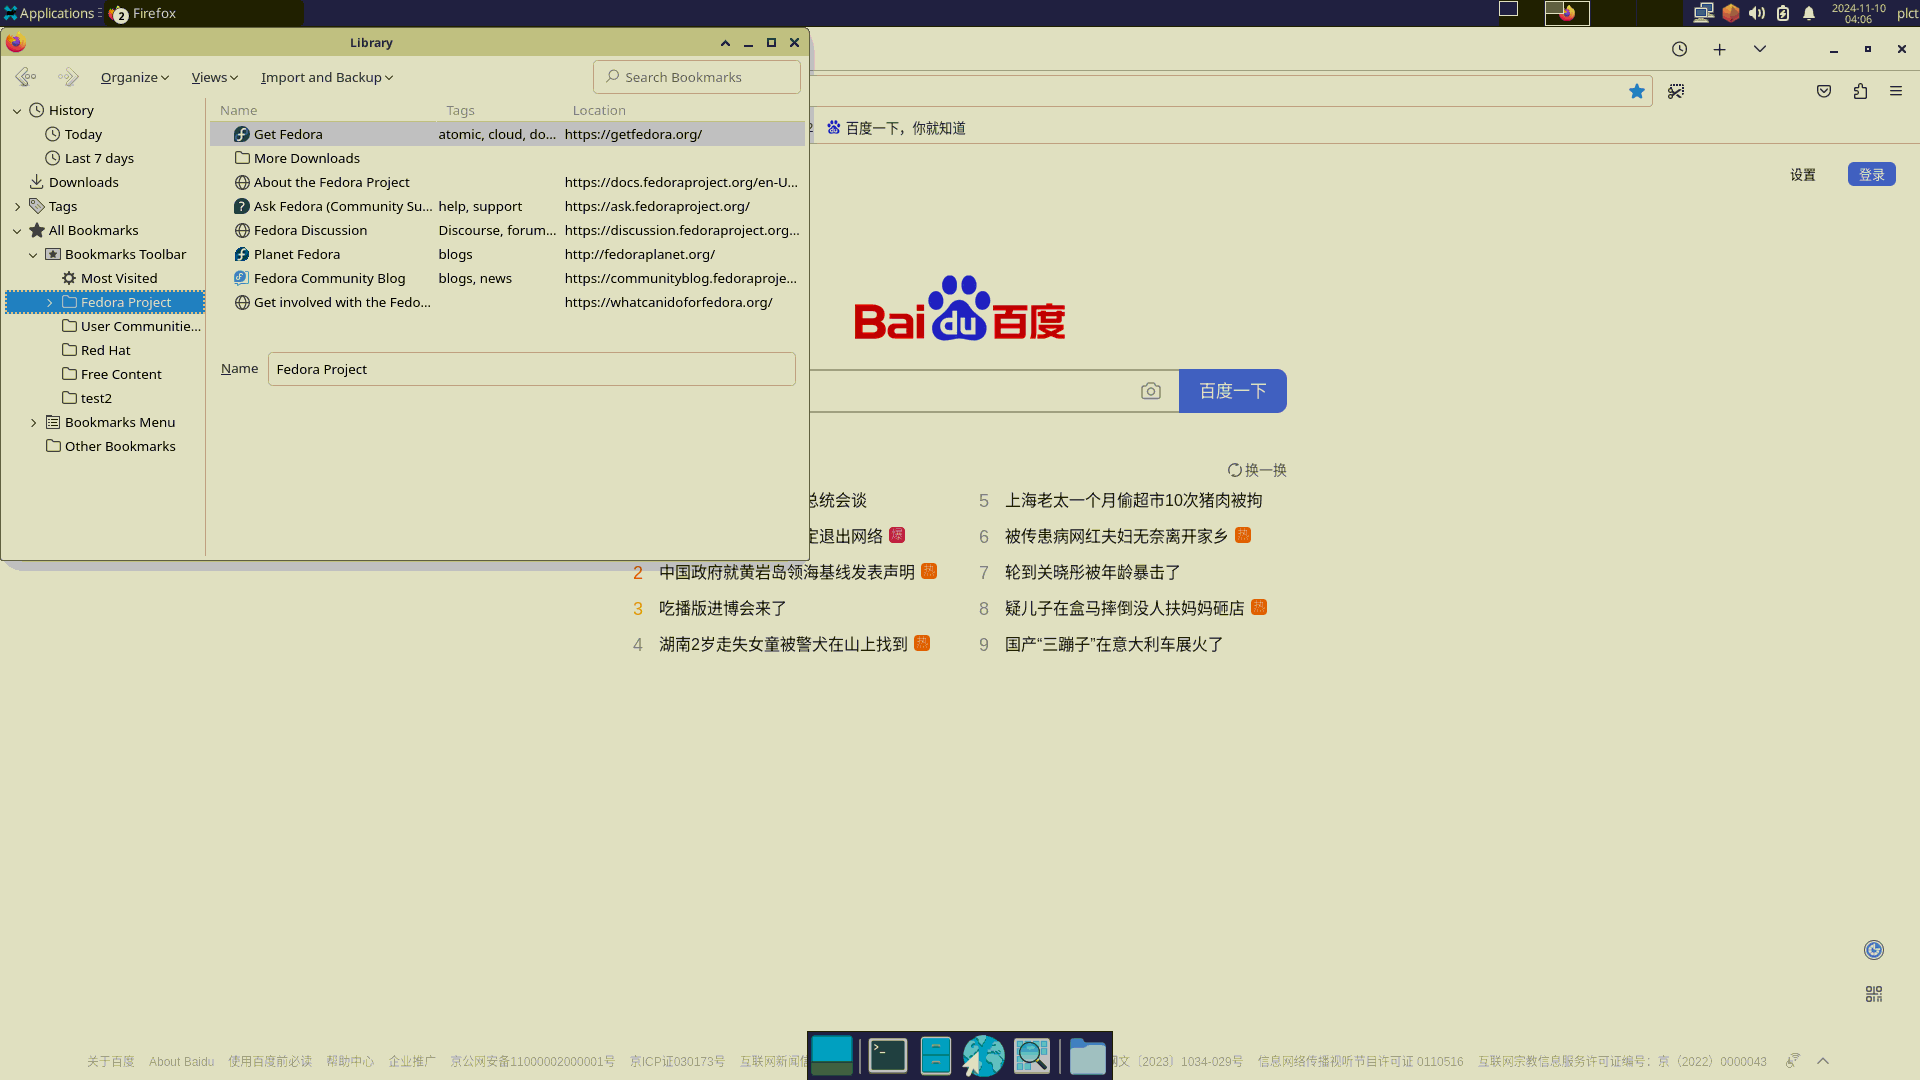 Applications
2 Firefox
2024-11-10
04:06
plct
Library
Organize Views Import and Backup Search Bookmarks
History
Today
Last 7 days
Downloads
Tags
All Bookmarks
Bookmarks Toolbar
Most Visited
Fedora Project
User Communitie...
Red Hat
Free Content
test2
Bookmarks Menu
Other Bookmarks
Name Tags Location
Get Fedora atomic, cloud, do... https://getfedora.org/
More Downloads
About the Fedora Project https://docs.fedoraproject.org/en-U...
Ask Fedora (Community Su... help, support https://ask.fedoraproject.org/
Fedora Discussion Discourse, forum... https://discussion.fedoraproject.org...
Planet Fedora blogs http://fedoraplanet.org/
Fedora Community Blog blogs, news https://communityblog.fedoraproje...
Get involved with the Fedo... https://whatcanidoforfedora.org/
Name Fedora Project
百度一下，你就知道
设置 登录
Baidu百度
百度一下
换一换
总统会谈
定退出网络 爆
2 中国政府就黄岩岛领海基线发表声明 热
3 吃播版进博会来了
4 湖南2岁走失女童被警犬在山上找到 热
5 上海老太一个月偷超市10次猪肉被拘
6 被传患病网红夫妇无奈离开家乡 热
7 轮到关晓彤被年龄暴击了
8 疑儿子在盒马摔倒没人扶妈妈砸店 热
9 国产“三蹦子”在意大利车展火了
关于百度 About Baidu 使用百度前必读 帮助中心 企业推广 京公网安备11000002000001号 京ICP证030173号 互联网新闻信 网文〔2023〕1034-029号 信息网络传播视听节目许可证 0110516 互联网宗教信息服务许可证编号：京（2022）0000043